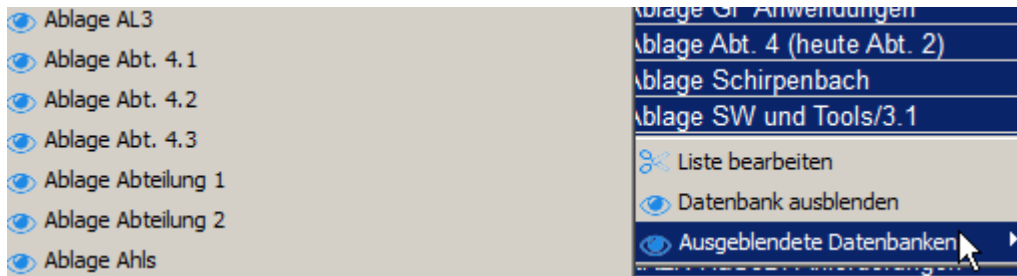 Ablage AL3
Ablage Abt. 4.1
Ablage Abt. 4.2
Ablage Abt. 4.3
Ablage Abteilung 1
Ablage Abteilung 2
Ablage Ahls
Ablage GF Anwendungen
Ablage Abt. 4 (heute Abt. 2)
Ablage Schirpenbach
Ablage SW und Tools/3.1
Liste bearbeiten
Datenbank ausblenden
Ausgeblendete Datenbanken